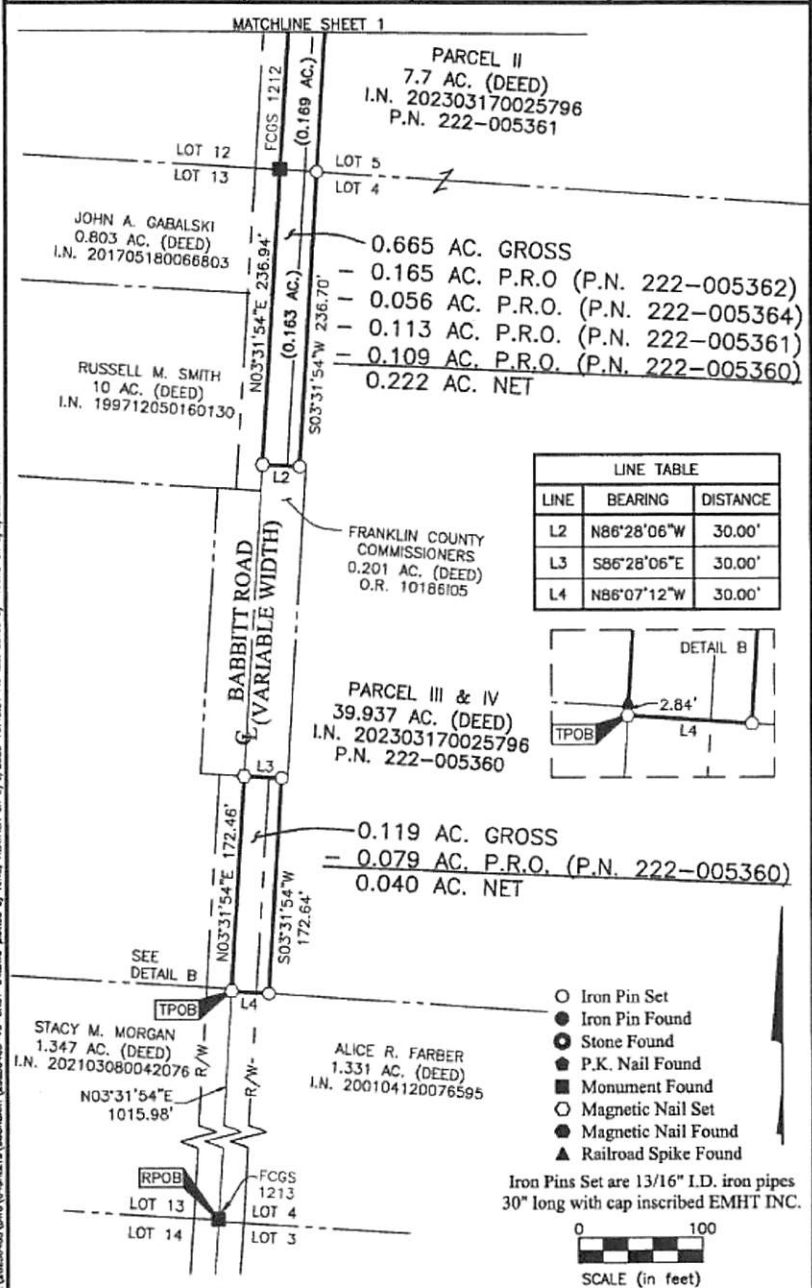 MATCHLINE SHEET 1
PARCEL II
7.7 AC. (DEED)
I.N. 202303170025796
P.N. 222-005361
FCGS 1212
(0.169 AC.)
LOT 12
LOT 13
LOT 5
LOT 4
JOHN A. GABALSKI
0.803 AC. (DEED)
I.N. 201705180066803
N03°31'54"E 236.94'
(0.163 AC.)
S03°31'54"W 236.70'
0.665 AC. GROSS
- 0.165 AC. P.R.O (P.N. 222-005362)
- 0.056 AC. P.R.O. (P.N. 222-005364)
- 0.113 AC. P.R.O. (P.N. 222-005361)
- 0.109 AC. P.R.O. (P.N. 222-005360)
0.222 AC. NET
RUSSELL M. SMITH
10 AC. (DEED)
I.N. 199712050160130
L2
LINE TABLE
LINE BEARING DISTANCE
L2 N86°28'06"W 30.00'
L3 S86°28'06"E 30.00'
L4 N86°07'12"W 30.00'
FRANKLIN COUNTY
COMMISSIONERS
0.201 AC. (DEED)
O.R. 10186I05
BABBITT ROAD
(VARIABLE WIDTH)
DETAIL B
2.84'
TPOB
L4
PARCEL III & IV
39.937 AC. (DEED)
I.N. 202303170025796
P.N. 222-005360
L3
N03°31'54"E 172.46'
S03°31'54"W
172.64'
0.119 AC. GROSS
- 0.079 AC. P.R.O. (P.N. 222-005360)
0.040 AC. NET
SEE
DETAIL B
TPOB
L4
STACY M. MORGAN
1.347 AC. (DEED)
I.N. 202103080042076
R/W
R/W
ALICE R. FARBER
1.331 AC. (DEED)
I.N. 200104120076595
N03°31'54"E
1015.98'
RPOB
FCGS
1213
LOT 13
LOT 14
LOT 4
LOT 3
Iron Pin Set
Iron Pin Found
Stone Found
P.K. Nail Found
Monument Found
Magnetic Nail Set
Magnetic Nail Found
Railroad Spike Found
Iron Pins Set are 13/16" I.D. iron pipes
30" long with cap inscribed EMHT INC.
0 100
SCALE (in feet)